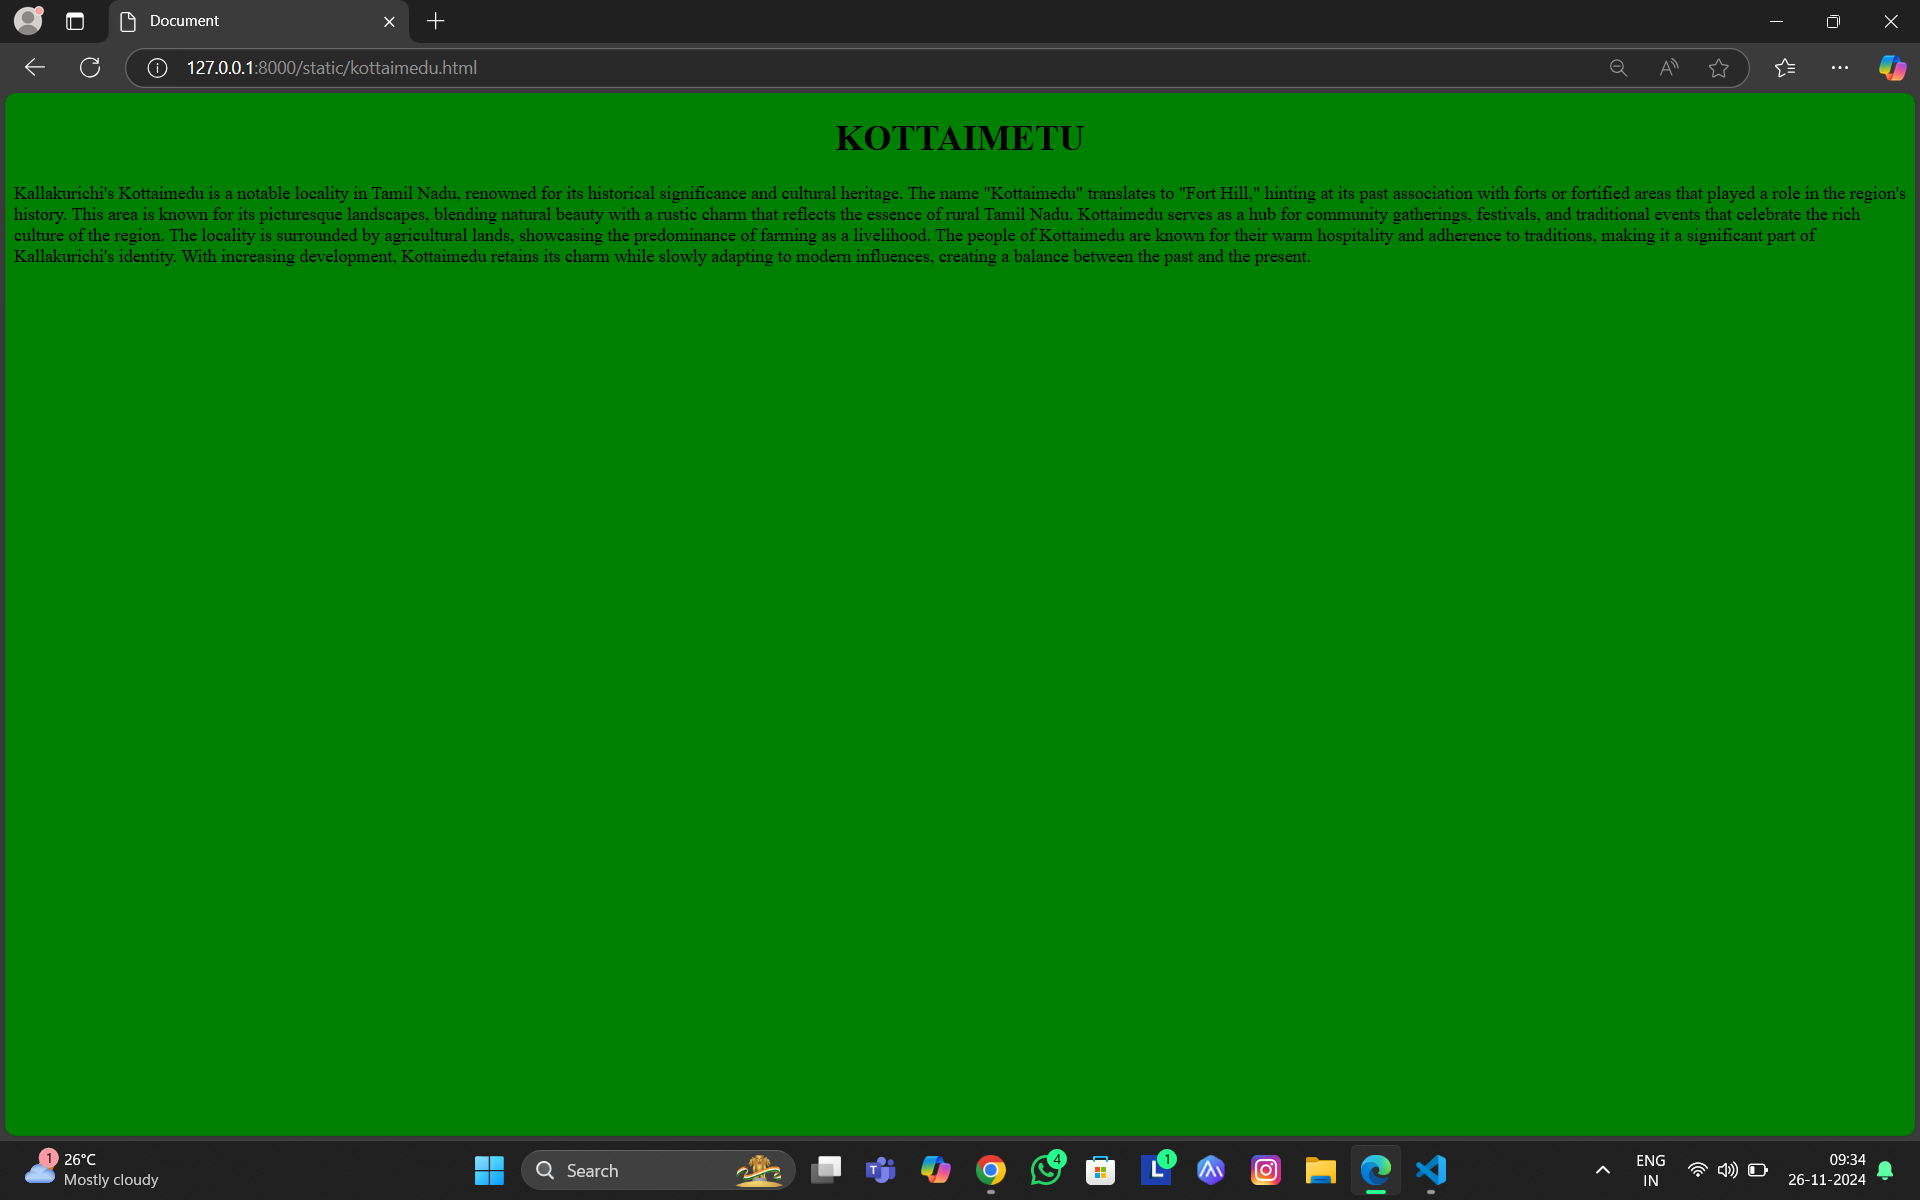 Document
127.0.0.1:8000/static/kottaimedu.html
KOTTAIMETU
Kallakurichi's Kottaimedu is a notable locality in Tamil Nadu, renowned for its historical significance and cultural heritage. The name "Kottaimedu" translates to "Fort Hill," hinting at its past association with forts or fortified areas that played a role in the region's
history. This area is known for its picturesque landscapes, blending natural beauty with a rustic charm that reflects the essence of rural Tamil Nadu. Kottaimedu serves as a hub for community gatherings, festivals, and traditional events that celebrate the rich
culture of the region. The locality is surrounded by agricultural lands, showcasing the predominance of farming as a livelihood. The people of Kottaimedu are known for their warm hospitality and adherence to traditions, making it a significant part of
Kallakurichi's identity. With increasing development, Kottaimedu retains its charm while slowly adapting to modern influences, creating a balance between the past and the present.
1
26°C
Mostly cloudy
Search
T
4
L
1
ENG
IN
09:34
26-11-2024